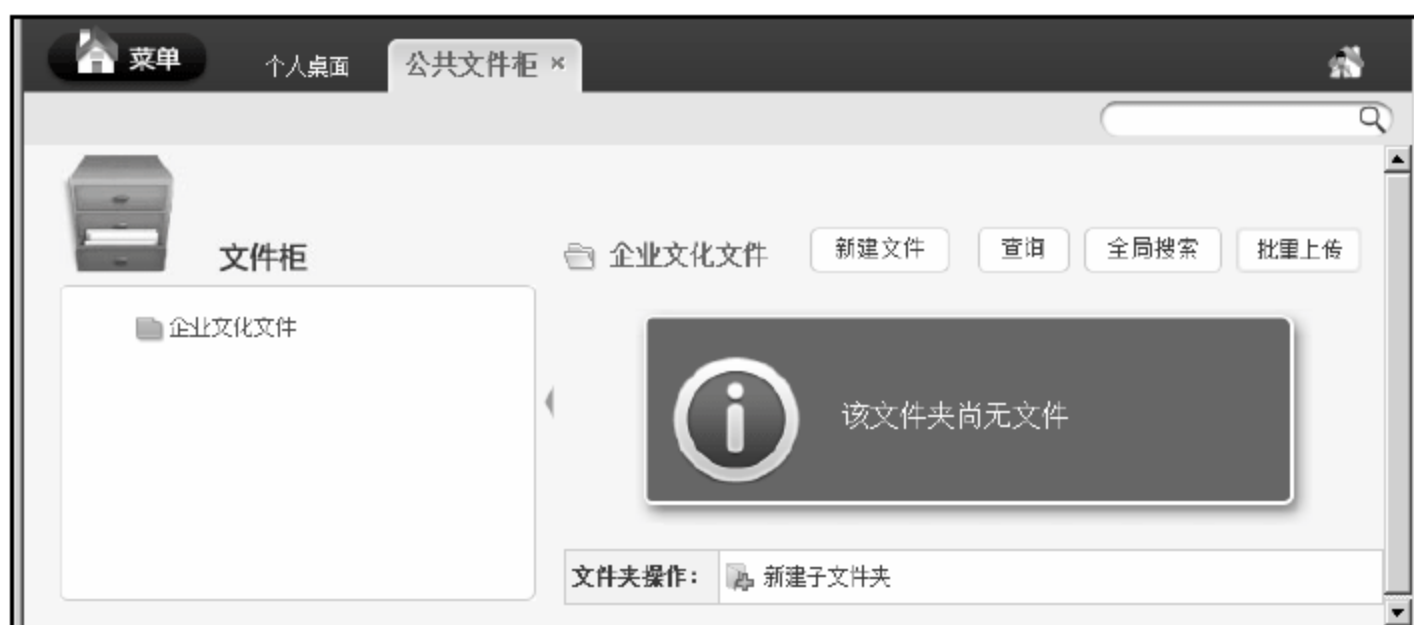 菜单 个人桌面 公共文件柜 ×
文件柜
企业文化文件 新建文件 查询 全局搜索 批量上传
企业文化文件
该文件夹尚无文件
文件夹操作： 新建子文件夹